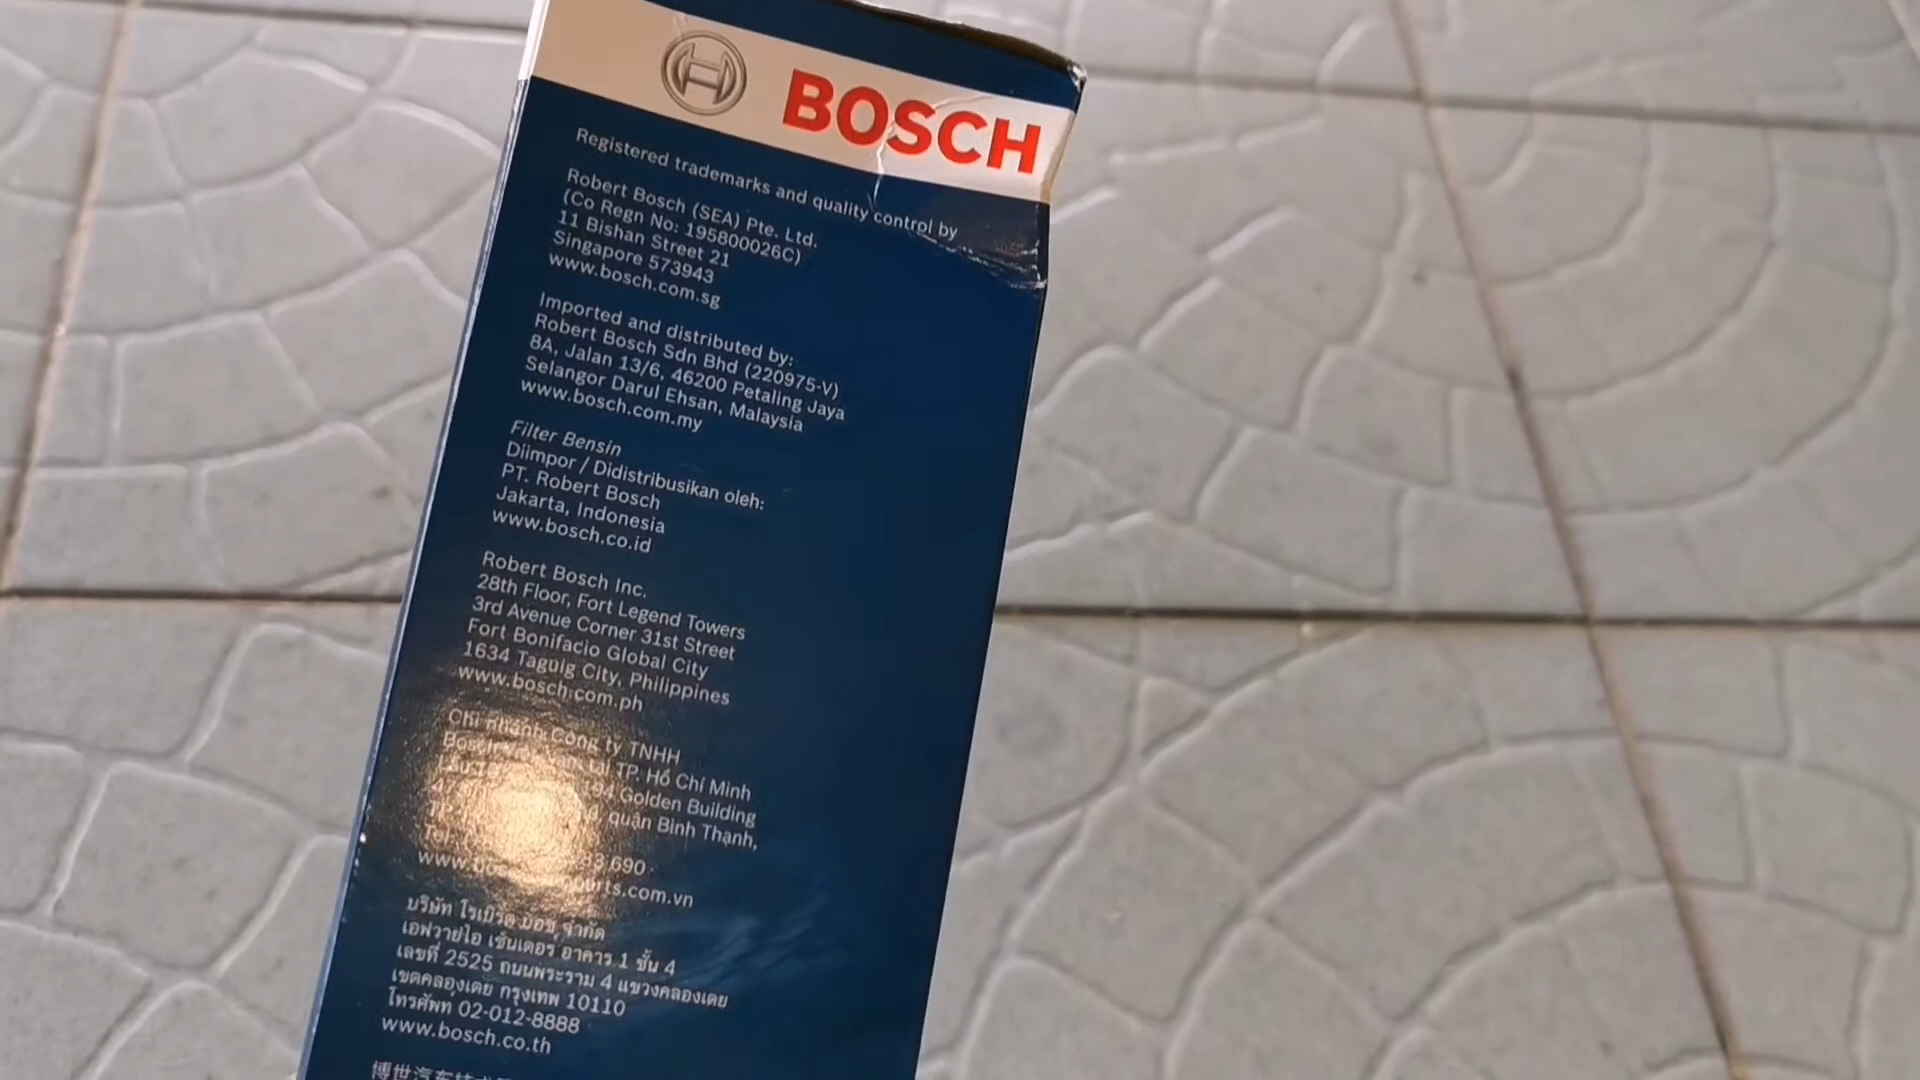 BOSCH
Registered trademarks and quality control by
Robert Bosch (SEA) Pte. Ltd.
(Co Regn No: 195800026C)
11 Bishan Street 21
Singapore 573943
www.bosch.com.sg
Imported and distributed by:
Robert Bosch Sdn Bhd (220975-V)
8A, Jalan 13/6, 46200 Petaling Jaya
Selangor Darul Ehsan, Malaysia
www.bosch.com.my
Filter Bensin
Diimpor / Didistribusikan oleh:
PT. Robert Bosch
Jakarta, Indonesia
www.bosch.co.id
Robert Bosch Inc.
28th Floor, Fort Legend Towers
3rd Avenue Corner 31st Street
Fort Bonifacio Global City
1634 Taguig City, Philippines
www.bosch.com.ph
Chi nhánh Công ty TNHH
TP. Hồ Chí Minh
Golden Building
quận Bình Thạnh,
Tel: 690
บริษัท โรเบิร์ต บ๊อช จำกัด
เอฟวายไอ เซ็นเตอร์ อาคาร 1 ชั้น 4
เลขที่ 2525 ถนนพระราม 4 แขวงคลองเตย
เขตคลองเตย กรุงเทพ 10110
โทรศัพท์ 02-012-8888
www.bosch.co.th
博世汽车技术